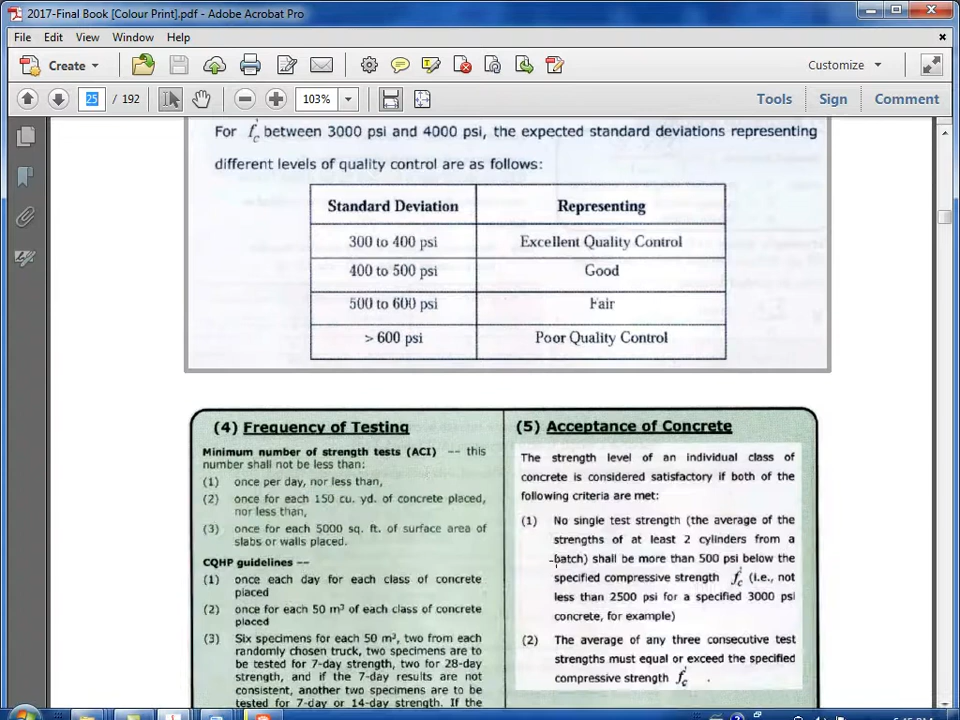 2017-Final Book [Colour Print].pdf - Adobe Acrobat Pro
File Edit View Window Help
Create Customize
25 / 192 103% Tools Sign Comment
For f'c between 3000 psi and 4000 psi, the expected standard deviations representing
different levels of quality control are as follows:
Standard Deviation Representing
300 to 400 psi Excellent Quality Control
400 to 500 psi Good
500 to 600 psi Fair
> 600 psi Poor Quality Control
(4) Frequency of Testing
Minimum number of strength tests (ACI) -- this
number shall not be less than:
(1) once per day, nor less than,
(2) once for each 150 cu. yd. of concrete placed,
nor less than,
(3) once for each 5000 sq. ft. of surface area of
slabs or walls placed.
CQHP guidelines --
(1) once each day for each class of concrete
placed
(2) once for each 50 m³ of each class of concrete
placed
(3) Six specimens for each 50 m³, two from each
randomly chosen truck, two specimens are to
be tested for 7-day strength, two for 28-day
strength, and if the 7-day results are not
consistent, another two specimens are to be
tested for 7-day or 14-day strength. If the
(5) Acceptance of Concrete
The strength level of an individual class of
concrete is considered satisfactory if both of the
following criteria are met:
(1) No single test strength (the average of the
strengths of at least 2 cylinders from a
batch) shall be more than 500 psi below the
specified compressive strength f'c (i.e., not
less than 2500 psi for a specified 3000 psi
concrete, for example)
(2) The average of any three consecutive test
strengths must equal or exceed the specified
compressive strength f'c .